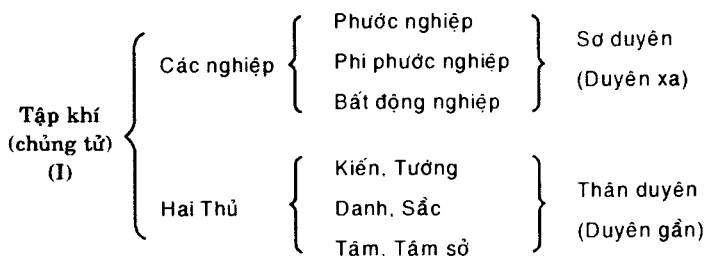 Tập khí
(chủng tử)
(I)
Các nghiệp
Phước nghiệp
Phi phước nghiệp
Bất động nghiệp
Sơ duyên
(Duyên xa)
Hai Thủ
Kiến, Tướng
Danh, Sắc
Tâm, Tâm sở
Thân duyên
(Duyên gần)